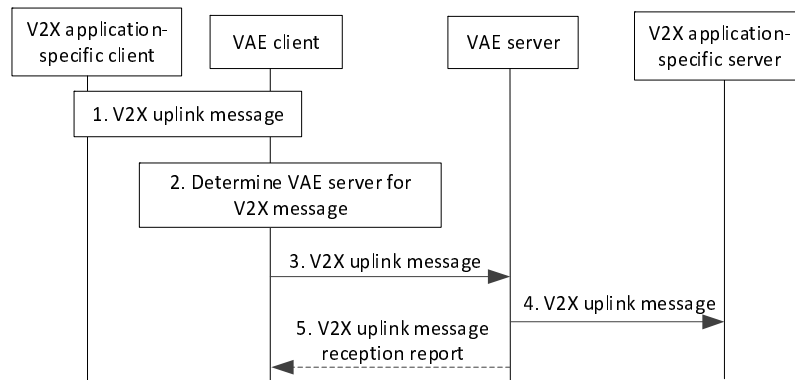 V2X application-
specific client
VAE client
VAE server
V2X application-
specific server
1. V2X uplink message
2. Determine VAE server for
V2X message
3. V2X uplink message
4. V2X uplink message
5. V2X uplink message
reception report